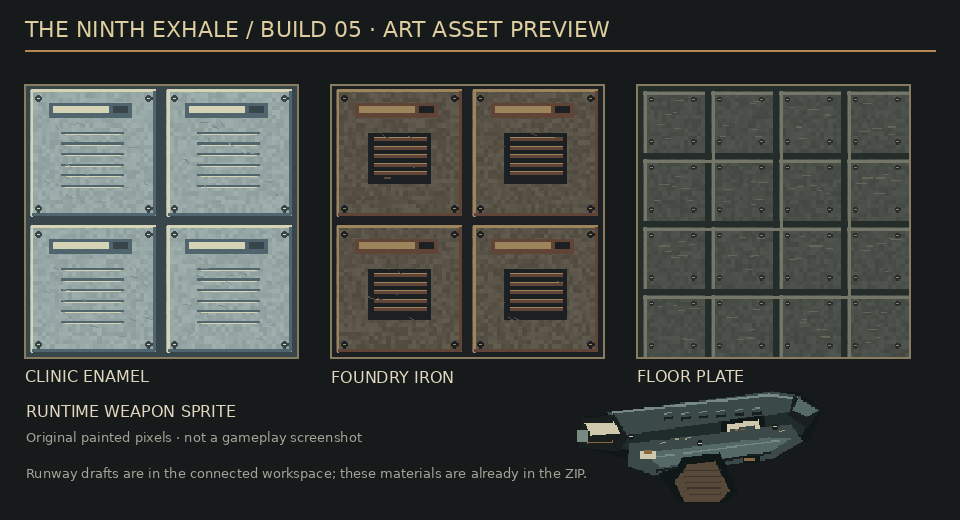 THE NINTH EXHALE / BUILD 05 · ART ASSET PREVIEW
CLINIC ENAMEL
FOUNDRY IRON
FLOOR PLATE
RUNTIME WEAPON SPRITE
Original painted pixels · not a gameplay screenshot
Runway drafts are in the connected workspace; these materials are already in the ZIP.